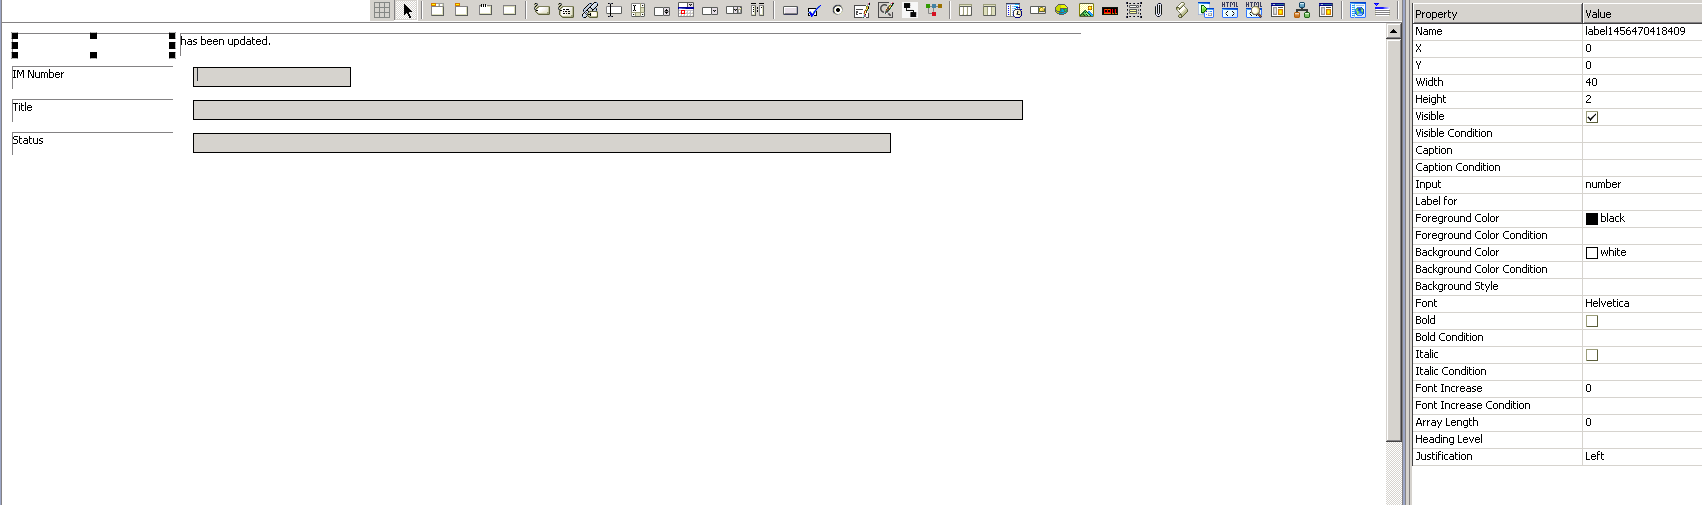 HTML HTML
Property Value
has been updated.
Name label1456470418409
X 0
IM Number
Y 0
Width 40
Title
Height 2
Visible
Status
Visible Condition
Caption
Caption Condition
Input number
Label for
Foreground Color black
Foreground Color Condition
Background Color white
Background Color Condition
Background Style
Font Helvetica
Bold
Bold Condition
Italic
Italic Condition
Font Increase 0
Font Increase Condition
Array Length 0
Heading Level
Justification Left